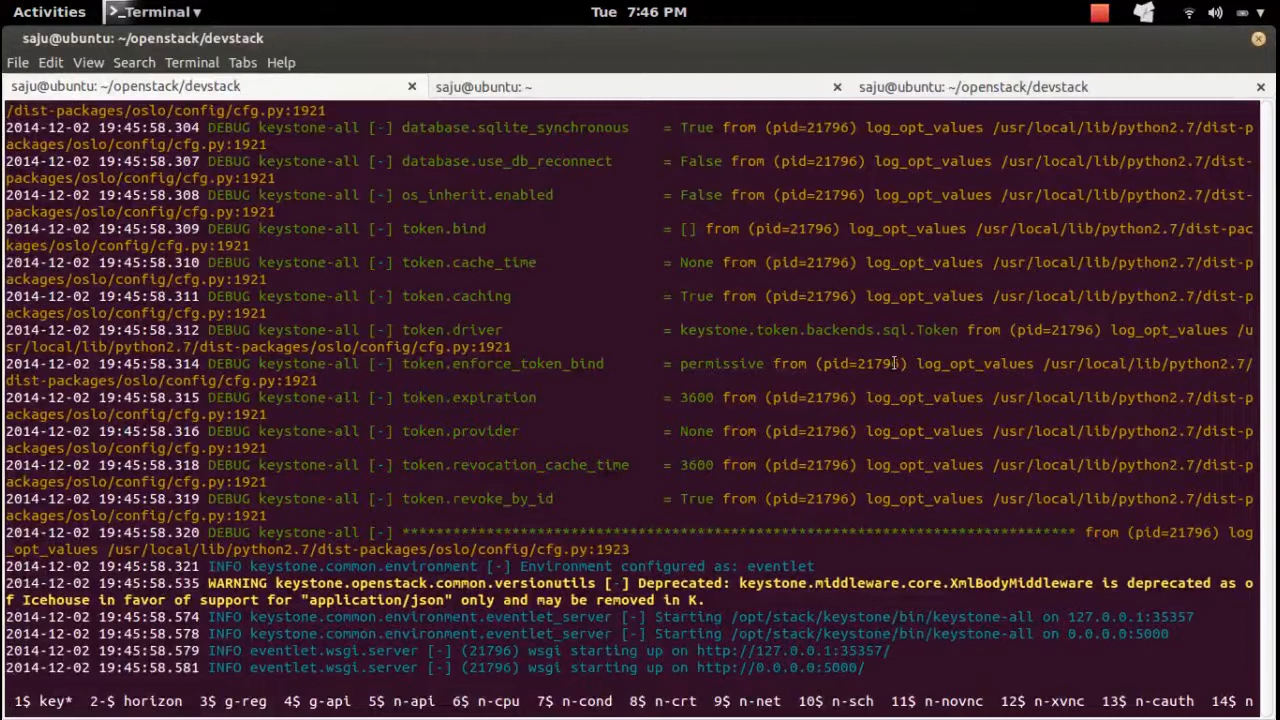 Activities >_Terminal ▾ Tue 7:46 PM
saju@ubuntu: ~/openstack/devstack
File Edit View Search Terminal Tabs Help
saju@ubuntu: ~/openstack/devstack × saju@ubuntu: ~ × saju@ubuntu: ~/openstack/devstack ×
/dist-packages/oslo/config/cfg.py:1921
2014-12-02 19:45:58.304 DEBUG keystone-all [-] database.sqlite_synchronous = True from (pid=21796) log_opt_values /usr/local/lib/python2.7/dist-p
ackages/oslo/config/cfg.py:1921
2014-12-02 19:45:58.307 DEBUG keystone-all [-] database.use_db_reconnect = False from (pid=21796) log_opt_values /usr/local/lib/python2.7/dist-
packages/oslo/config/cfg.py:1921
2014-12-02 19:45:58.308 DEBUG keystone-all [-] os_inherit.enabled = False from (pid=21796) log_opt_values /usr/local/lib/python2.7/dist-
packages/oslo/config/cfg.py:1921
2014-12-02 19:45:58.309 DEBUG keystone-all [-] token.bind = [] from (pid=21796) log_opt_values /usr/local/lib/python2.7/dist-pac
kages/oslo/config/cfg.py:1921
2014-12-02 19:45:58.310 DEBUG keystone-all [-] token.cache_time = None from (pid=21796) log_opt_values /usr/local/lib/python2.7/dist-p
ackages/oslo/config/cfg.py:1921
2014-12-02 19:45:58.311 DEBUG keystone-all [-] token.caching = True from (pid=21796) log_opt_values /usr/local/lib/python2.7/dist-p
ackages/oslo/config/cfg.py:1921
2014-12-02 19:45:58.312 DEBUG keystone-all [-] token.driver = keystone.token.backends.sql.Token from (pid=21796) log_opt_values /u
sr/local/lib/python2.7/dist-packages/oslo/config/cfg.py:1921
2014-12-02 19:45:58.314 DEBUG keystone-all [-] token.enforce_token_bind = permissive from (pid=21796) log_opt_values /usr/local/lib/python2.7/
dist-packages/oslo/config/cfg.py:1921
2014-12-02 19:45:58.315 DEBUG keystone-all [-] token.expiration = 3600 from (pid=21796) log_opt_values /usr/local/lib/python2.7/dist-p
ackages/oslo/config/cfg.py:1921
2014-12-02 19:45:58.316 DEBUG keystone-all [-] token.provider = None from (pid=21796) log_opt_values /usr/local/lib/python2.7/dist-p
ackages/oslo/config/cfg.py:1921
2014-12-02 19:45:58.318 DEBUG keystone-all [-] token.revocation_cache_time = 3600 from (pid=21796) log_opt_values /usr/local/lib/python2.7/dist-p
ackages/oslo/config/cfg.py:1921
2014-12-02 19:45:58.319 DEBUG keystone-all [-] token.revoke_by_id = True from (pid=21796) log_opt_values /usr/local/lib/python2.7/dist-p
ackages/oslo/config/cfg.py:1921
2014-12-02 19:45:58.320 DEBUG keystone-all [-] ******************************************************************************** from (pid=21796) log
_opt_values /usr/local/lib/python2.7/dist-packages/oslo/config/cfg.py:1923
2014-12-02 19:45:58.321 INFO keystone.common.environment [-] Environment configured as: eventlet
2014-12-02 19:45:58.535 WARNING keystone.openstack.common.versionutils [-] Deprecated: keystone.middleware.core.XmlBodyMiddleware is deprecated as o
f Icehouse in favor of support for "application/json" only and may be removed in K.
2014-12-02 19:45:58.574 INFO keystone.common.environment.eventlet_server [-] Starting /opt/stack/keystone/bin/keystone-all on 127.0.0.1:35357
2014-12-02 19:45:58.578 INFO keystone.common.environment.eventlet_server [-] Starting /opt/stack/keystone/bin/keystone-all on 0.0.0.0:5000
2014-12-02 19:45:58.579 INFO eventlet.wsgi.server [-] (21796) wsgi starting up on http://127.0.0.1:35357/
2014-12-02 19:45:58.581 INFO eventlet.wsgi.server [-] (21796) wsgi starting up on http://0.0.0.0:5000/
1$ key* 2-$ horizon 3$ g-reg 4$ g-api 5$ n-api 6$ n-cpu 7$ n-cond 8$ n-crt 9$ n-net 10$ n-sch 11$ n-novnc 12$ n-xvnc 13$ n-cauth 14$ n